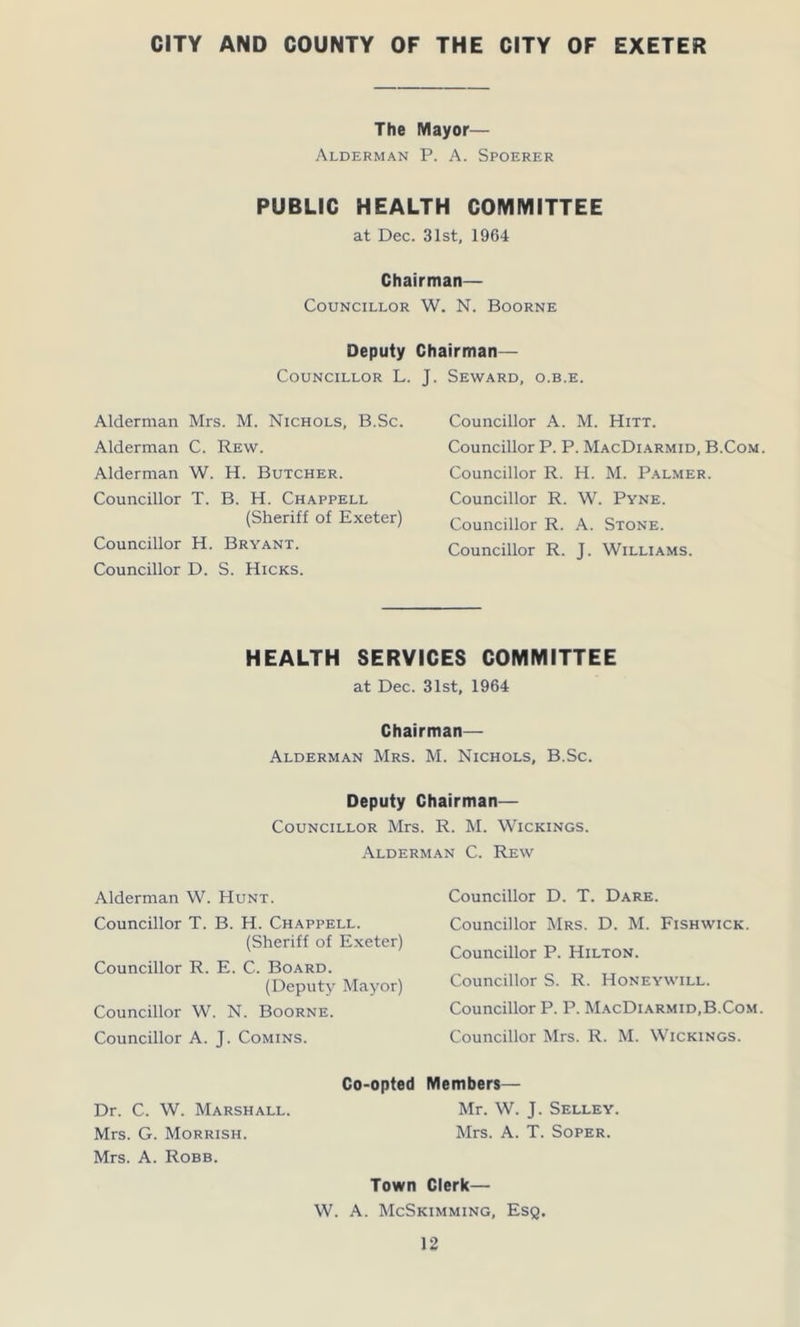 CITY AND COUNTY OF THE CITY OF EXETER
The Mayor—
Alderman P. A. Spoerer
PUBLIC HEALTH COMMITTEE
at Dec. 31st, 1964
Chairman—
Councillor W. N. Boorne
Deputy Chairman—
Councillor L. J. Seward, o.b.e.
Alderman Mrs. M. Nichols, B.Sc.
Alderman C. Rew.
Alderman W. H. Butcher.
Councillor T. B. H. Chappell
(Sheriff of Exeter)
Councillor H. Bryant.
Councillor D. S. Hicks.
Councillor A. M. Hitt.
Councillor P. P. MacDiarmid, B.Com.
Councillor R. H. M. Palmer.
Councillor R. W. Pyne.
Councillor R. A. Stone.
Councillor R. J. Williams.
HEALTH SERVICES COMMITTEE
at Dec. 31st, 1964
Chairman—
Alderman Mrs. M. Nichols, B.Sc.
Deputy Chairman—
Councillor Mrs. R. M. Wickings.
Alderman C. Rew
Alderman W. Hunt.
Councillor T. B. H. Chappell.
(Sheriff of Exeter)
Councillor R. E. C. Board.
(Deputy Mayor)
Councillor W. N. Boorne.
Councillor A. J. Comins.
Councillor D. T. Dare.
Councillor Mrs. D. M. Fishwick.
Councillor P. Hilton.
Councillor S. R. Honeywill.
Councillor P. P. MacDiarmid,B.Com.
Councillor Mrs. R. M. Wickings.
Co-opted Members—
Dr. C. W. Marshall.
Mrs. G. Morrish.
Mrs. A. Robb.
Mr. W. J. Selley.
Mrs. A. T. Soper.
Town Clerk—
W. A. McSkimming, Esq.
12